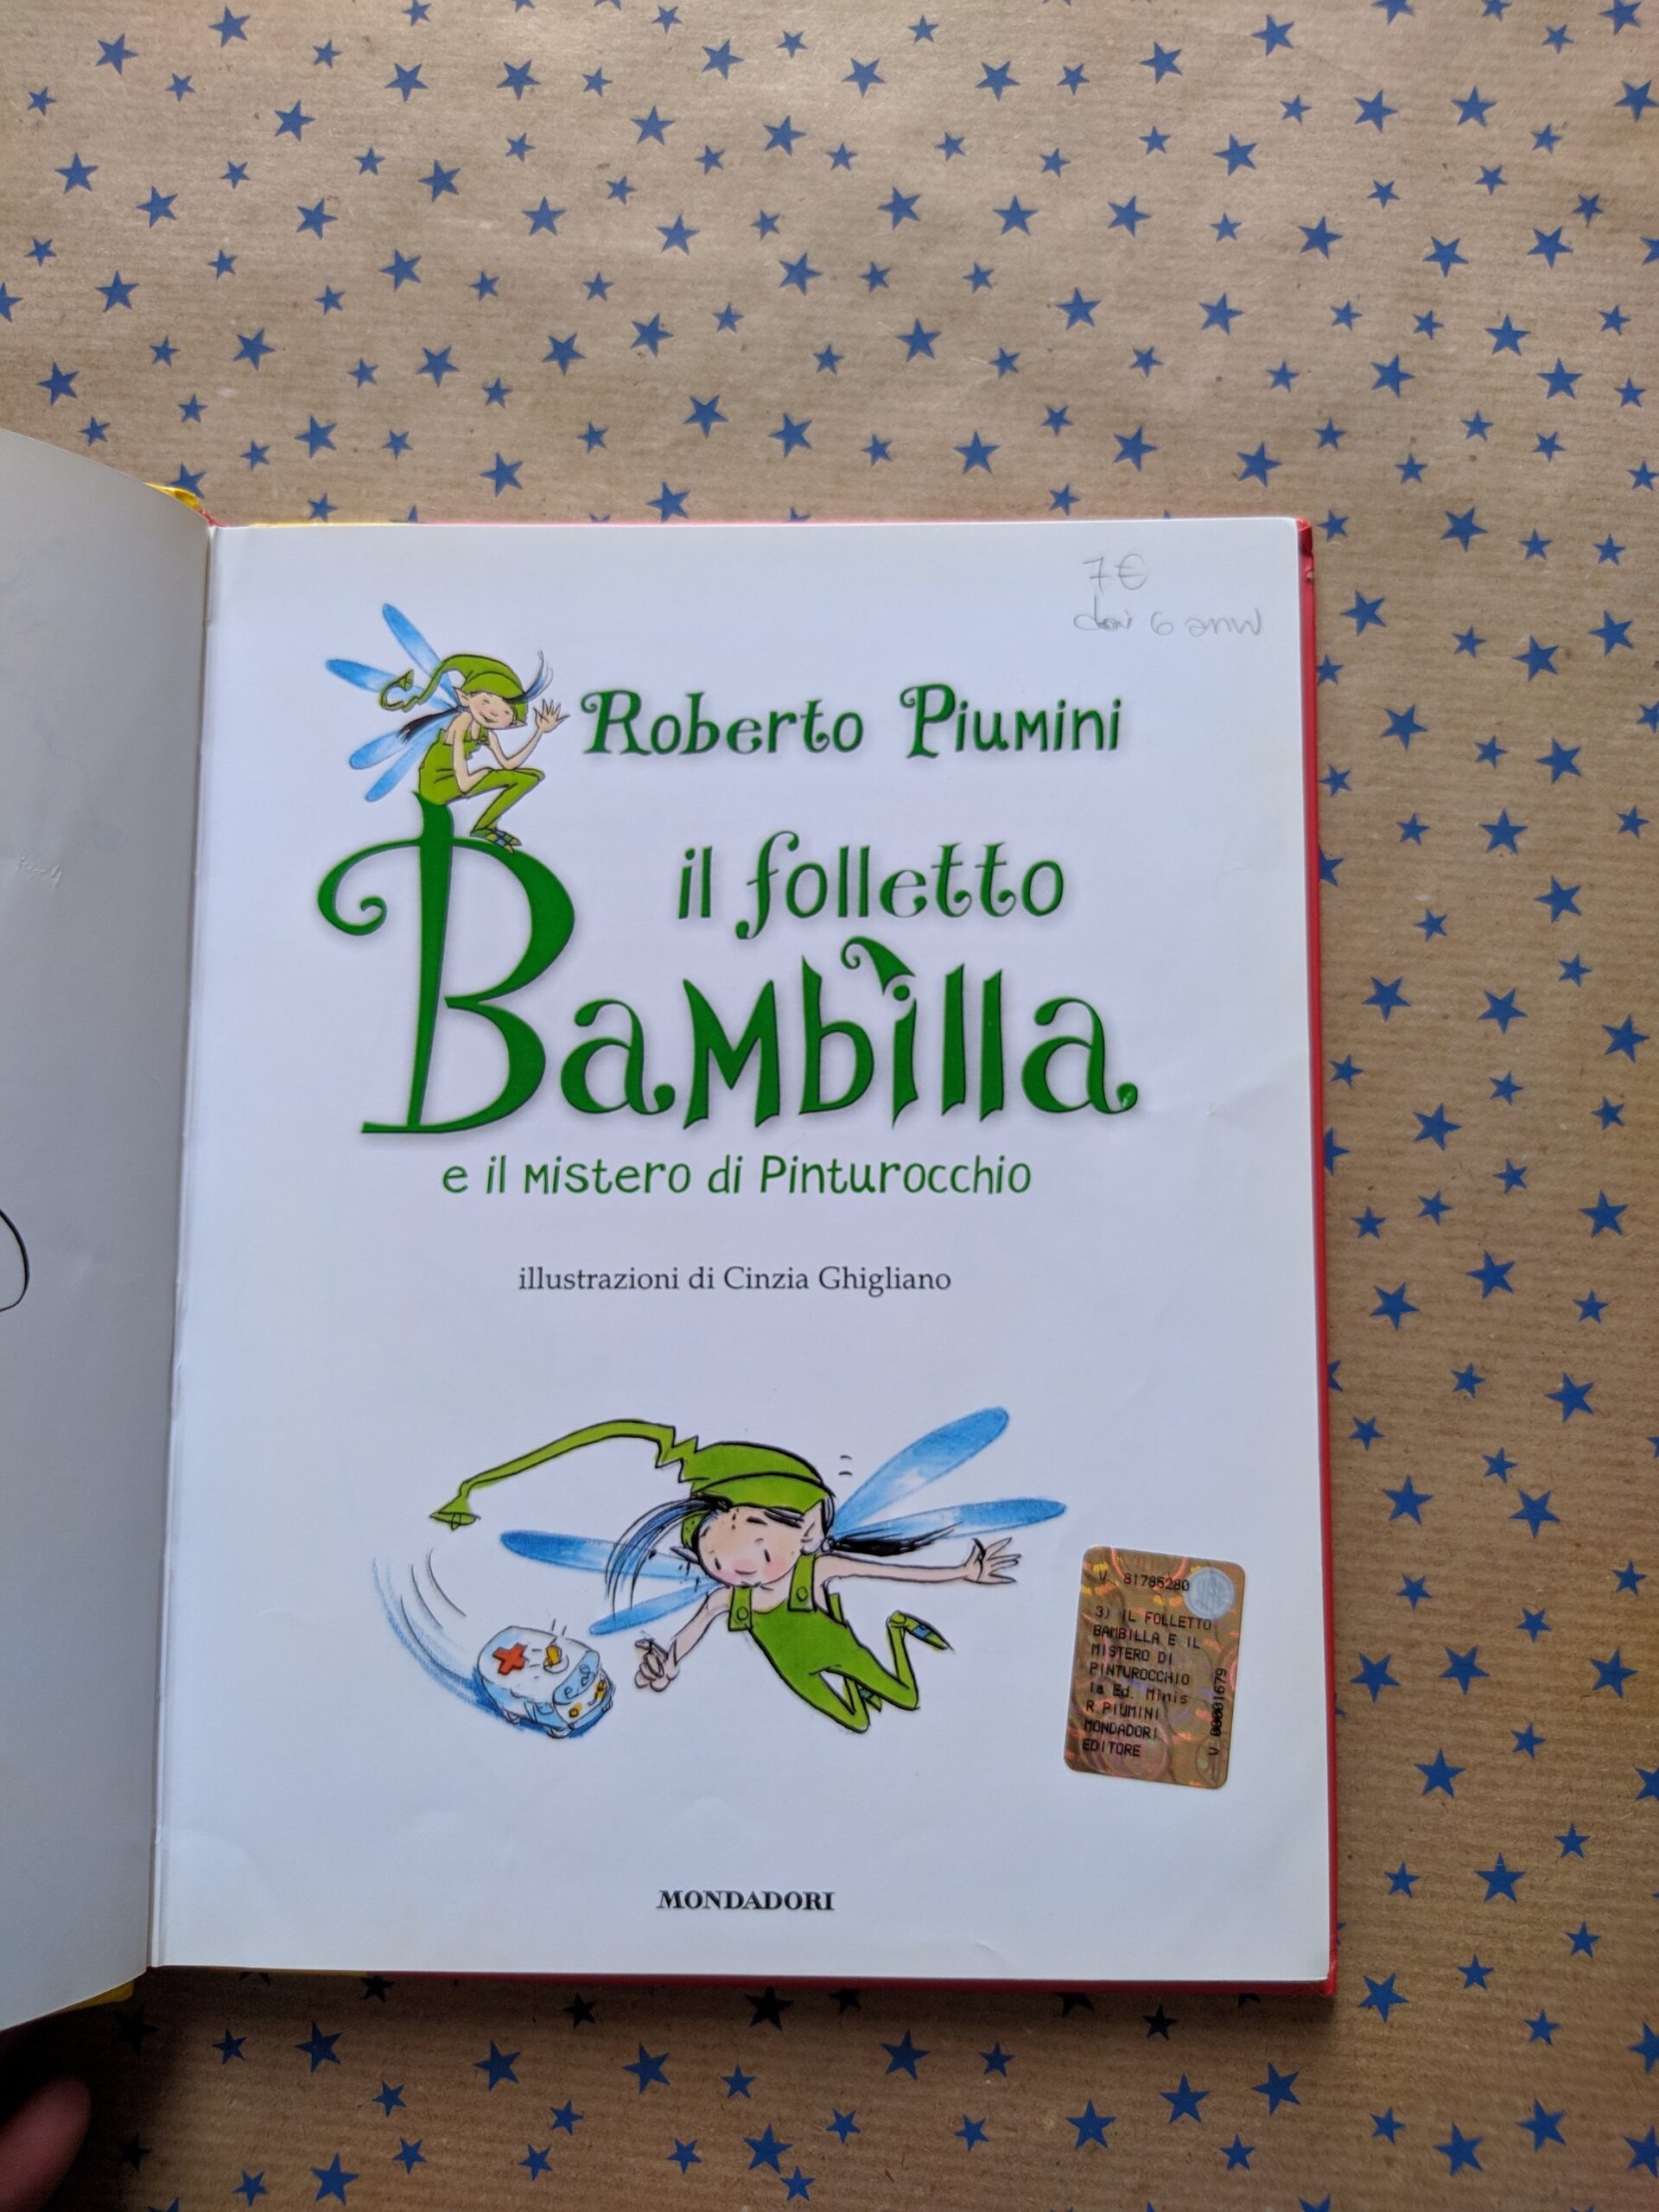 7€
dai 6 anni
Roberto Piumini
il folletto
Bambilla
e il mistero di Pinturocchio
illustrazioni di Cinzia Ghigliano
V 81785280
3) IL FOLLETTO
BAMBILLA E IL
MISTERO DI
PINTUROCCHIO
1a Ed. Minis
R.PIUMINI
MONDADORI
EDITORE
V 00001679
MONDADORI